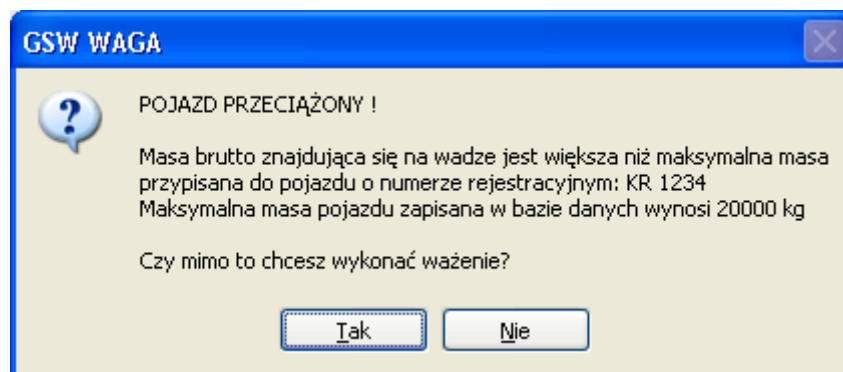 GSW WAGA
POJAZD PRZECIĄŻONY !
Masa brutto znajdująca się na wadze jest większa niż maksymalna masa
przypisana do pojazdu o numerze rejestracyjnym: KR 1234
Maksymalna masa pojazdu zapisana w bazie danych wynosi 20000 kg
Czy mimo to chcesz wykonać ważenie?
Tak Nie